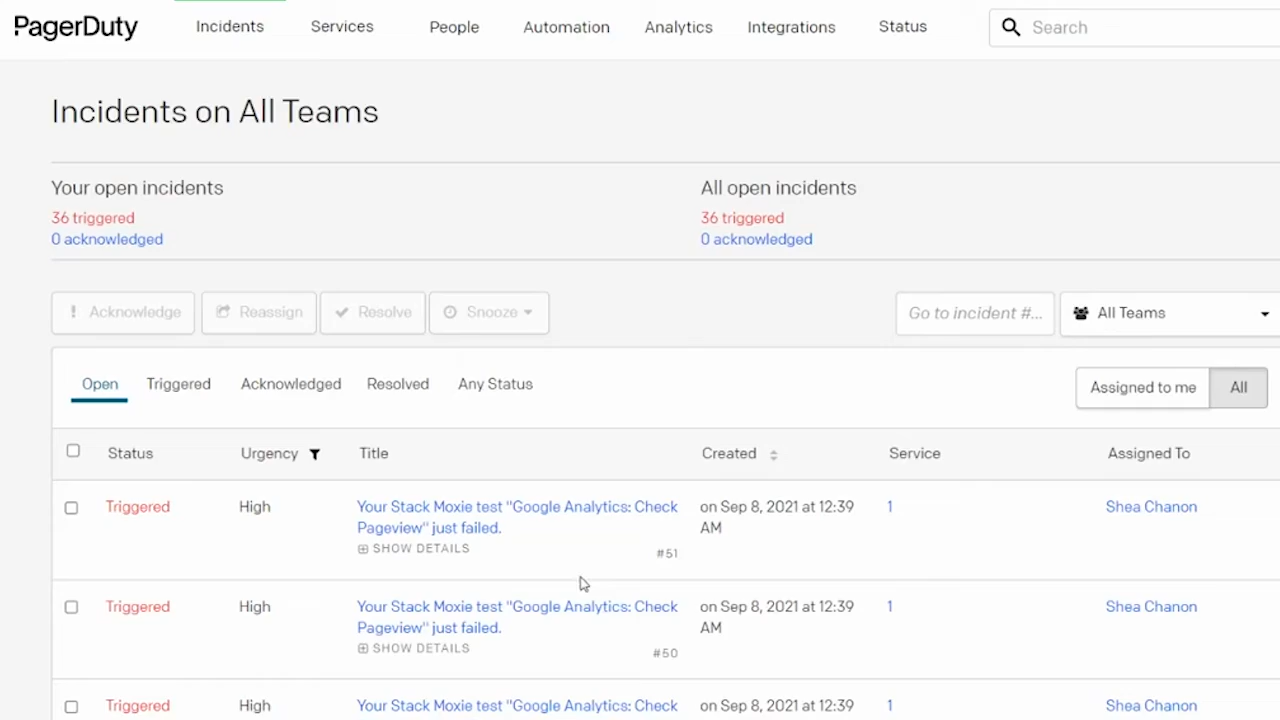 PagerDuty Incidents Services People Automation Analytics Integrations Status Search
Incidents on All Teams
Your open incidents All open incidents
36 triggered 36 triggered
0 acknowledged 0 acknowledged
Acknowledge Reassign Resolve Snooze Go to incident #... All Teams
Open Triggered Acknowledged Resolved Any Status Assigned to me All
Status Urgency Title Created Service Assigned To
Triggered High Your Stack Moxie test "Google Analytics: Check on Sep 8, 2021 at 12:39 1 Shea Chanon
Pageview" just failed. AM
SHOW DETAILS #51
Triggered High Your Stack Moxie test "Google Analytics: Check on Sep 8, 2021 at 12:39 1 Shea Chanon
Pageview" just failed. AM
SHOW DETAILS #50
Triggered High Your Stack Moxie test "Google Analytics: Check on Sep 8, 2021 at 12:39 1 Shea Chanon